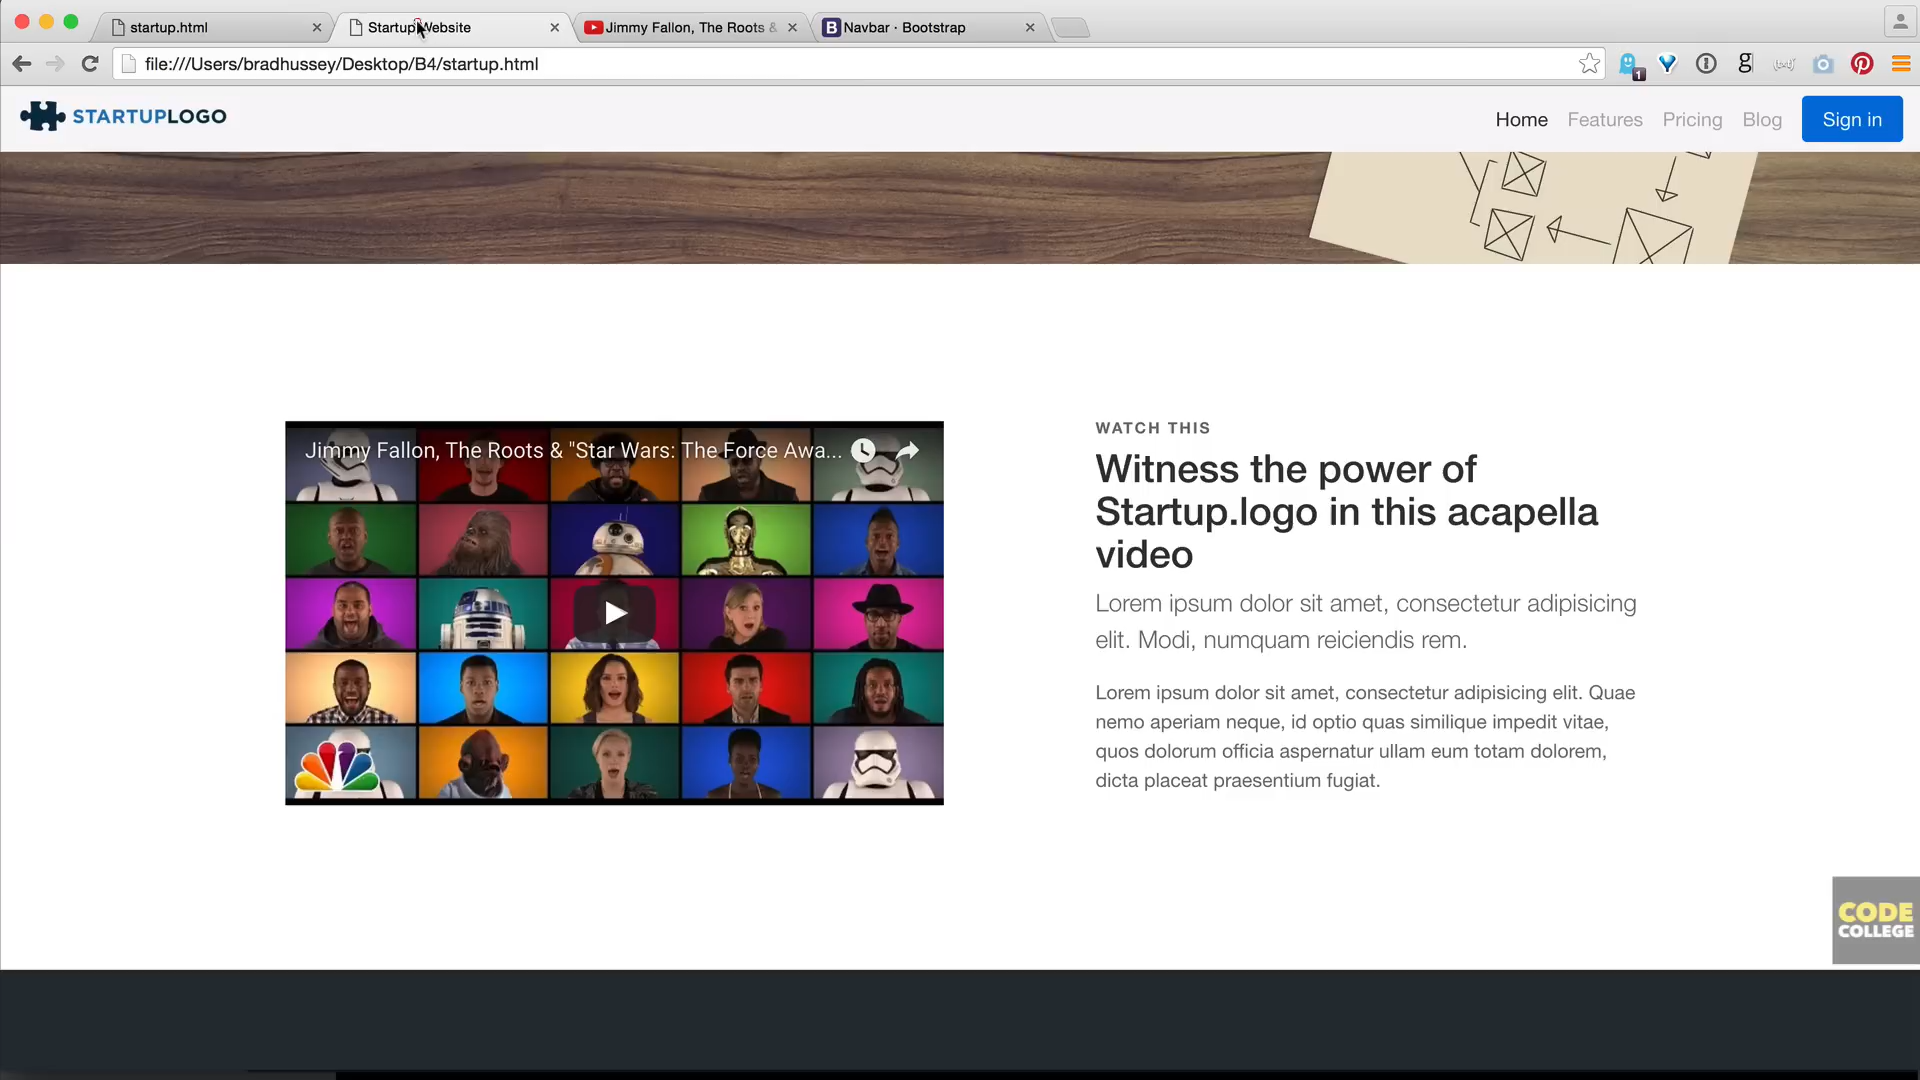 startup.html
Startup Website
Jimmy Fallon, The Roots &
Navbar · Bootstrap
file:///Users/bradhussey/Desktop/B4/startup.html
1
g
STARTUPLOGO
Home
Features
Pricing
Blog
Sign in
Jimmy Fallon, The Roots & "Star Wars: The Force Awa...
WATCH THIS
Witness the power of
Startup.logo in this acapella
video
Lorem ipsum dolor sit amet, consectetur adipisicing
elit. Modi, numquam reiciendis rem.
Lorem ipsum dolor sit amet, consectetur adipisicing elit. Quae
nemo aperiam neque, id optio quas similique impedit vitae,
quos dolorum officia aspernatur ullam eum totam dolorem,
dicta placeat praesentium fugiat.
CODE
COLLEGE